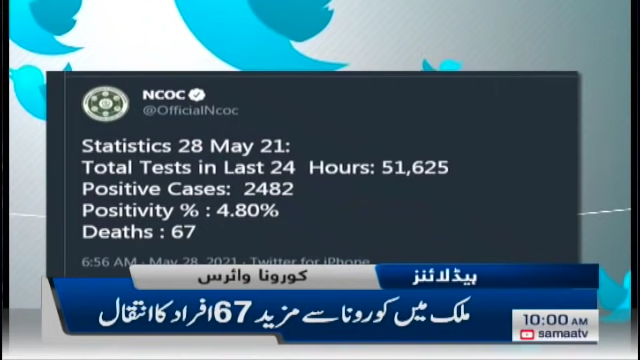 NCOC
@OfficialNcoc
Statistics 28 May 21:
Total Tests in Last 24 Hours: 51,625
Positive Cases: 2482
Positivity % : 4.80%
Deaths : 67
6:56 AM · May 28, 2021 · Twitter for iPhone
ہیڈلائنز
کورونا وائرس
ملک میں کورونا سے مزید 67 افراد کا انتقال
10:00 AM
samaatv